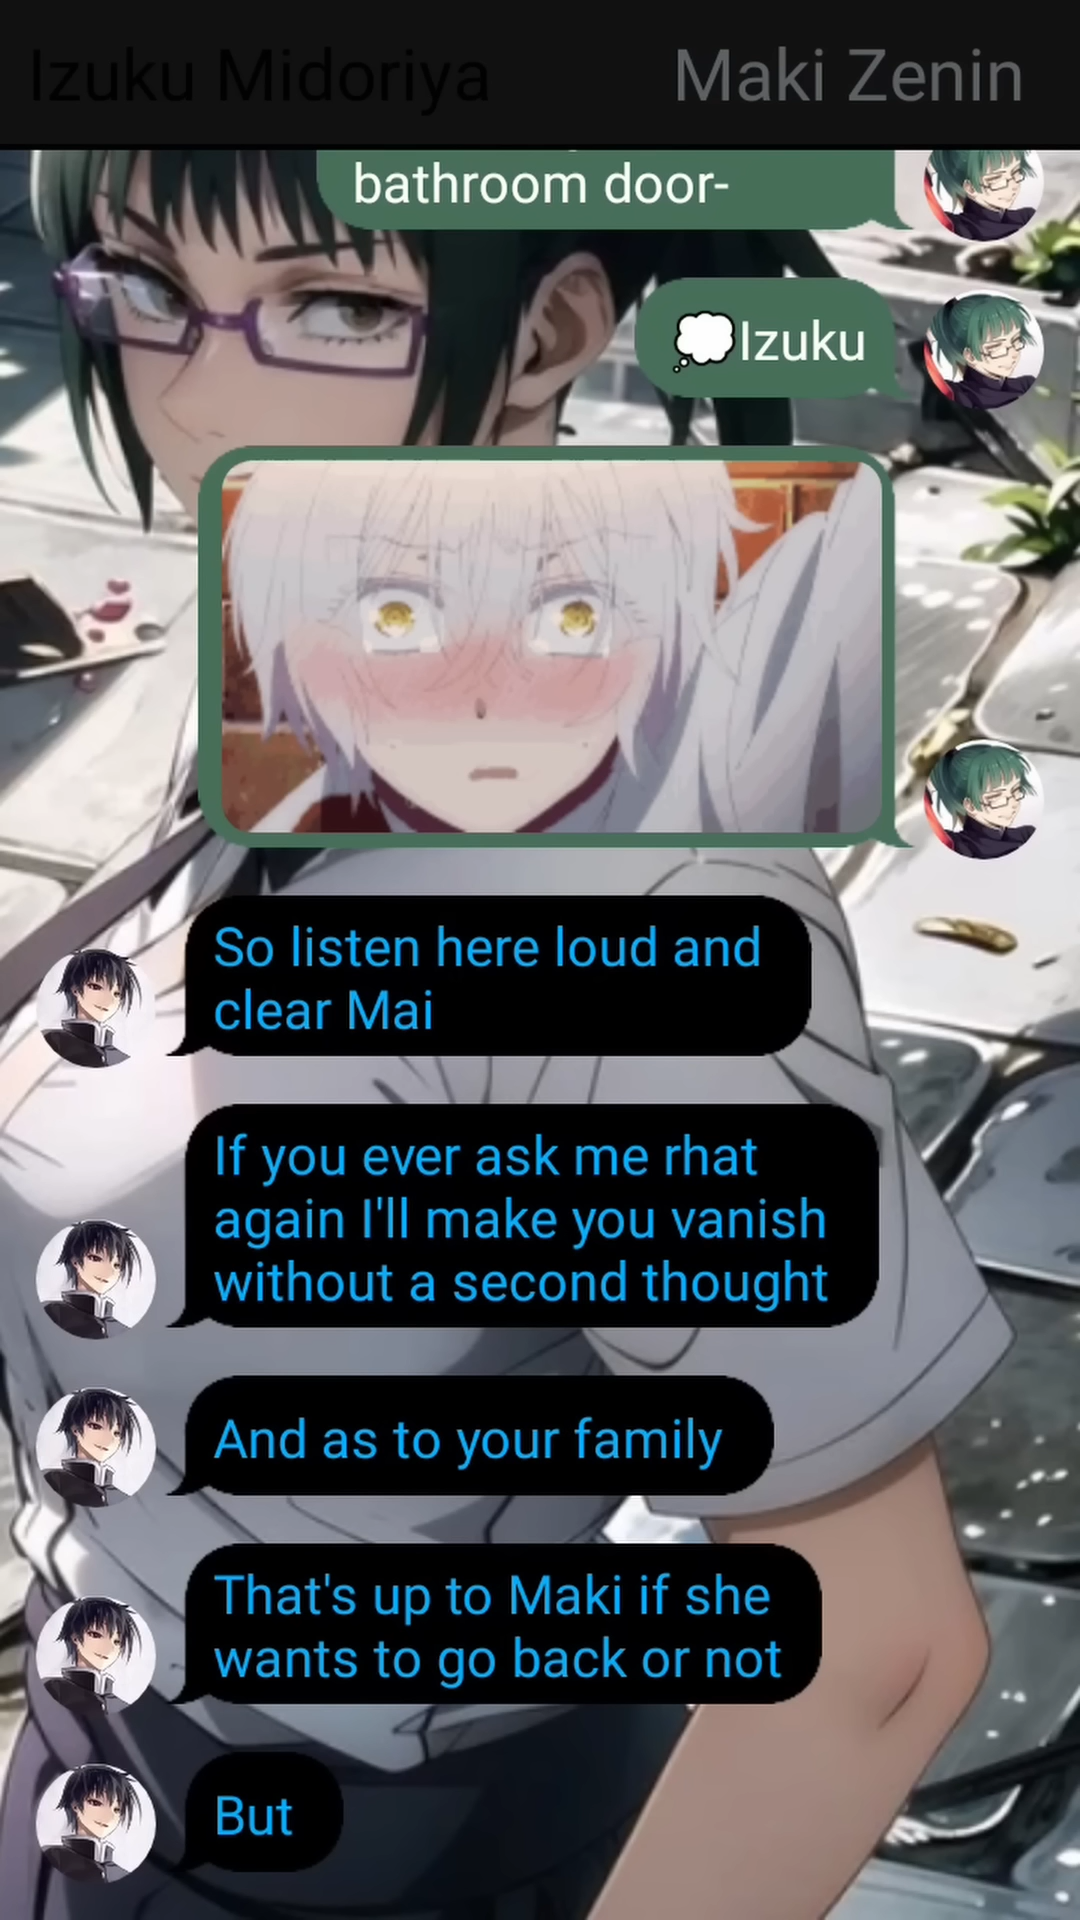 Izuku Midoriya
Maki Zenin
bathroom door-
💭Izuku
So listen here loud and
clear Mai
If you ever ask me rhat
again I'll make you vanish
without a second thought
And as to your family
That's up to Maki if she
wants to go back or not
But